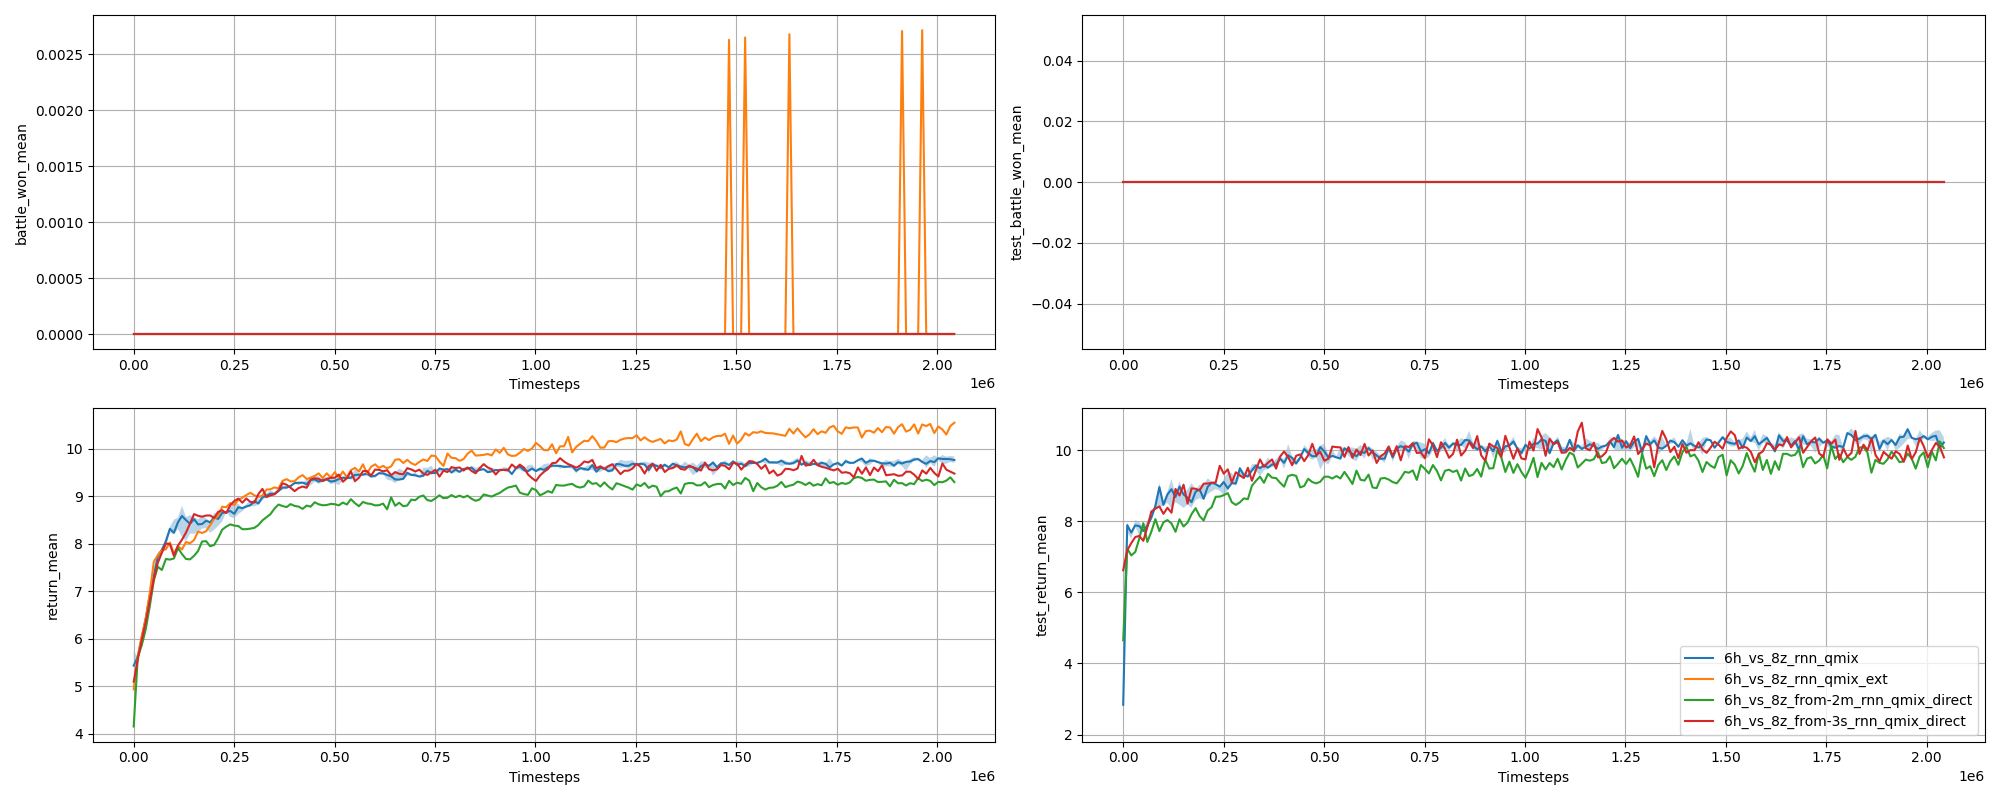 battle_won_mean
0.0025
0.0020
0.0015
0.0010
0.0005
0.0000
0.00 0.25 0.50 0.75 1.00 1.25 1.50 1.75 2.00
Timesteps
1e6
test_battle_won_mean
0.04
0.02
0.00
−0.02
−0.04
0.00 0.25 0.50 0.75 1.00 1.25 1.50 1.75 2.00
Timesteps
1e6
return_mean
10
9
8
7
6
5
4
0.00 0.25 0.50 0.75 1.00 1.25 1.50 1.75 2.00
Timesteps
1e6
test_return_mean
10
8
6
4
2
6h_vs_8z_rnn_qmix
6h_vs_8z_rnn_qmix_ext
6h_vs_8z_from-2m_rnn_qmix_direct
6h_vs_8z_from-3s_rnn_qmix_direct
0.00 0.25 0.50 0.75 1.00 1.25 1.50 1.75 2.00
Timesteps
1e6